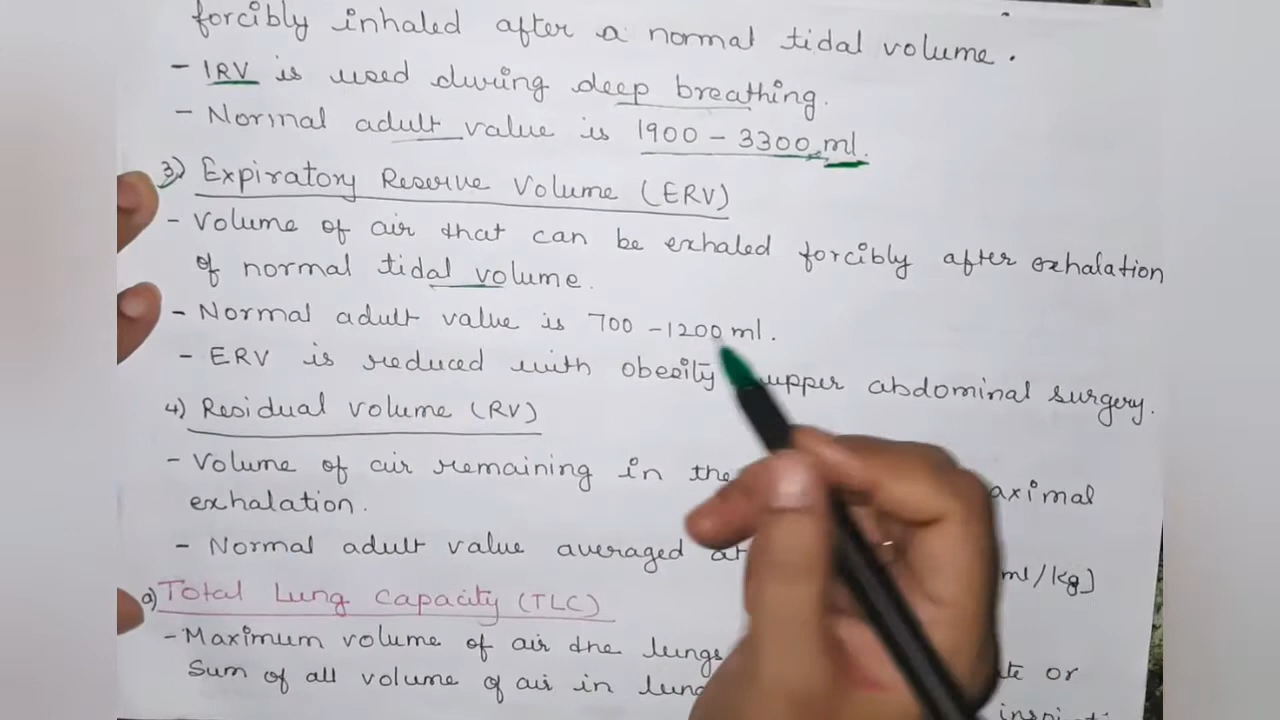 forcibly inhaled after a normal tidal volume.
- IRV is used during deep breathing.
- Normal adult value is 1900 - 3300 ml.
3) Expiratory Reserve Volume (ERV)
- Volume of air that can be exhaled forcibly after exhalation
of normal tidal volume.
- Normal adult value is 700 - 1200 ml.
- ERV is reduced with obesity upper abdominal surgery.
4) Residual volume (RV)
- Volume of air remaining in the aximal
exhalation.
- Normal adult value averaged at ml/kg]
a) Total Lung Capacity (TLC)
- Maximum volume of air the lungs or
Sum of all volume of air in